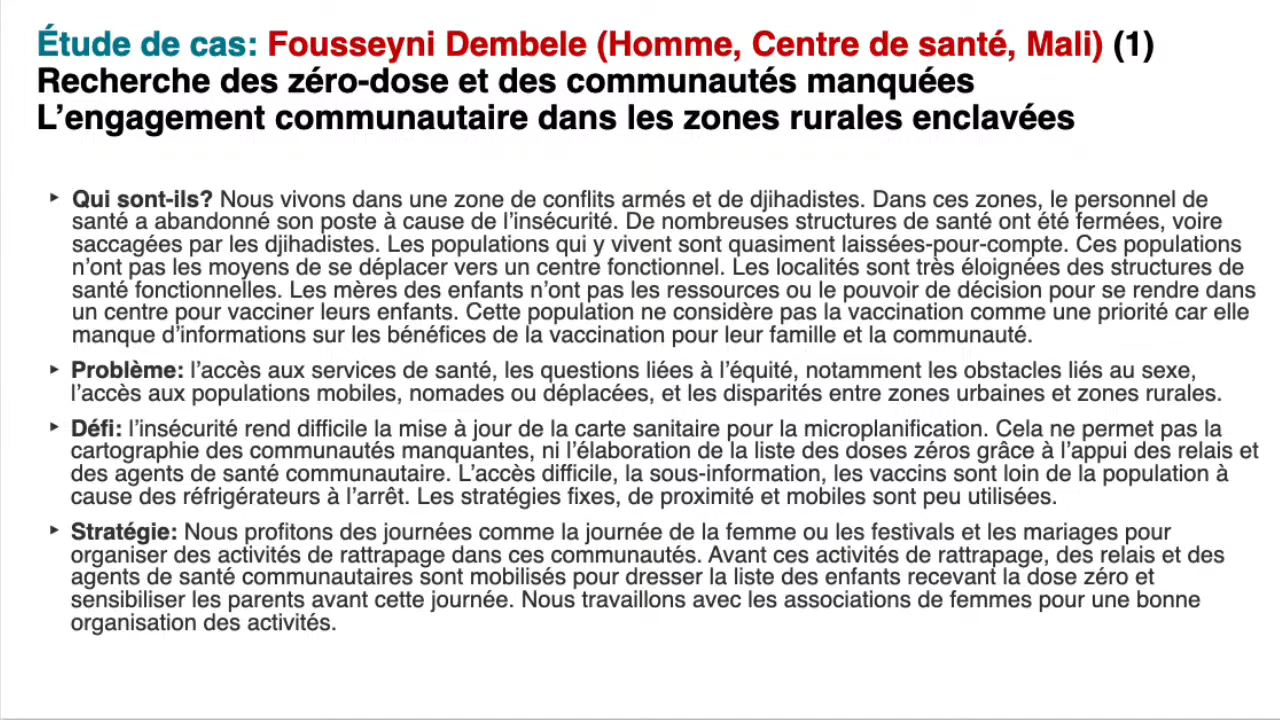 Étude de cas: Fousseyni Dembele (Homme, Centre de santé, Mali) (1)
Recherche des zéro-dose et des communautés manquées
L’engagement communautaire dans les zones rurales enclavées
‣ Qui sont-ils? Nous vivons dans une zone de conflits armés et de djihadistes. Dans ces zones, le personnel de
santé a abandonné son poste à cause de l’insécurité. De nombreuses structures de santé ont été fermées, voire
saccagées par les djihadistes. Les populations qui y vivent sont quasiment laissées-pour-compte. Ces populations
n’ont pas les moyens de se déplacer vers un centre fonctionnel. Les localités sont très éloignées des structures de
santé fonctionnelles. Les mères des enfants n’ont pas les ressources ou le pouvoir de décision pour se rendre dans
un centre pour vacciner leurs enfants. Cette population ne considère pas la vaccination comme une priorité car elle
manque d’informations sur les bénéfices de la vaccination pour leur famille et la communauté.
‣ Problème: l’accès aux services de santé, les questions liées à l’équité, notamment les obstacles liés au sexe,
l’accès aux populations mobiles, nomades ou déplacées, et les disparités entre zones urbaines et zones rurales.
‣ Défi: l’insécurité rend difficile la mise à jour de la carte sanitaire pour la microplanification. Cela ne permet pas la
cartographie des communautés manquantes, ni l’élaboration de la liste des doses zéros grâce à l’appui des relais et
des agents de santé communautaire. L’accès difficile, la sous-information, les vaccins sont loin de la population à
cause des réfrigérateurs à l’arrêt. Les stratégies fixes, de proximité et mobiles sont peu utilisées.
‣ Stratégie: Nous profitons des journées comme la journée de la femme ou les festivals et les mariages pour
organiser des activités de rattrapage dans ces communautés. Avant ces activités de rattrapage, des relais et des
agents de santé communautaires sont mobilisés pour dresser la liste des enfants recevant la dose zéro et
sensibiliser les parents avant cette journée. Nous travaillons avec les associations de femmes pour une bonne
organisation des activités.